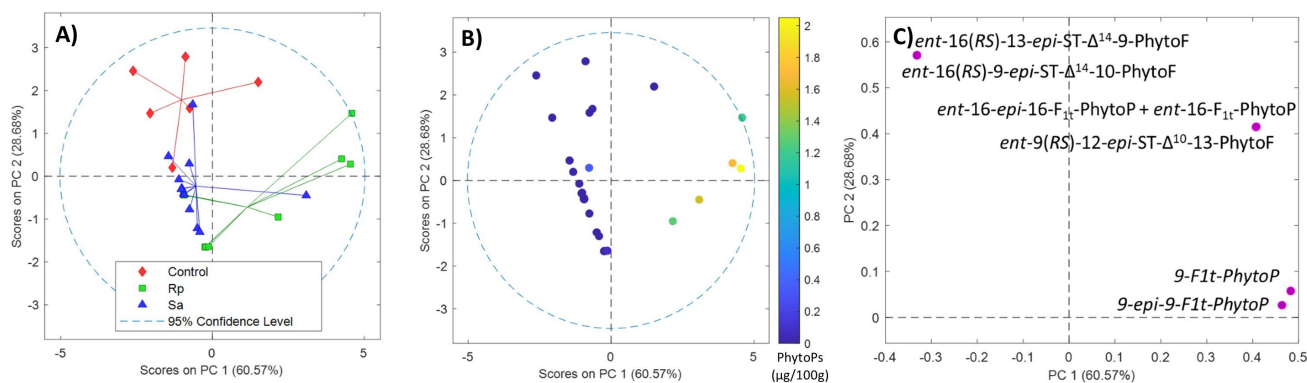 A)
3
2
1
0
-1
-2
-3
Scores on PC 2 (28.68%)
Control
Rp
Sa
95% Confidence Level
-5
0
5
Scores on PC 1 (60.57%)
B)
3
2
1
0
-1
-2
-3
Scores on PC 2 (28.68%)
-5
0
5
Scores on PC 1 (60.57%)
2
1.8
1.6
1.4
1.2
1
0.8
0.6
0.4
0.2
0
PhytoPs
(µg/100g)
C)
0.6
0.5
0.4
0.3
0.2
0.1
0
PC 2 (28.68%)
ent-16(RS)-13-epi-ST-Δ¹⁴-9-PhytoF
ent-16(RS)-9-epi-ST-Δ¹⁴-10-PhytoF
ent-16-epi-16-F₁ₜ-PhytoP + ent-16-F₁ₜ-PhytoP
ent-9(RS)-12-epi-ST-Δ¹⁰-13-PhytoF
9-F1t-PhytoP
9-epi-9-F1t-PhytoP
-0.4
-0.3
-0.2
-0.1
0
0.1
0.2
0.3
0.4
0.5
PC 1 (60.57%)